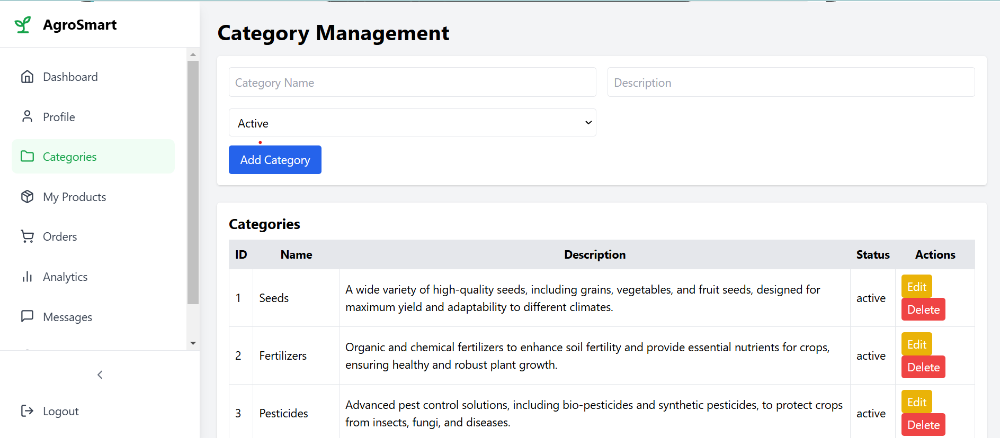 AgroSmart
Dashboard
Profile
Categories
My Products
Orders
Analytics
Messages
Logout
Category Management
Category Name
Description
Active
Add Category
Categories
ID Name Description Status Actions
1 Seeds A wide variety of high-quality seeds, including grains, vegetables, and fruit seeds, designed for
maximum yield and adaptability to different climates. active Edit
Delete
2 Fertilizers Organic and chemical fertilizers to enhance soil fertility and provide essential nutrients for crops,
ensuring healthy and robust plant growth. active Edit
Delete
3 Pesticides Advanced pest control solutions, including bio-pesticides and synthetic pesticides, to protect crops
from insects, fungi, and diseases. active Edit
Delete